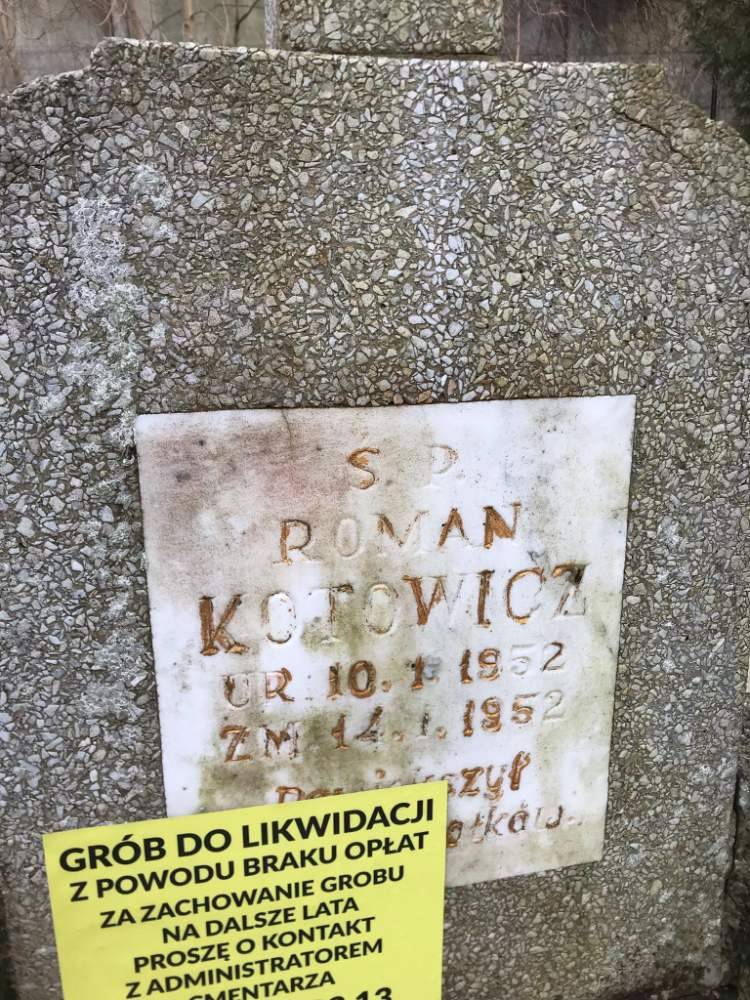 Ś. P.
ROMAN
KOTOWICZ
UR. 10. 1. 1952
ZM. 14. 1. 1952
GRÓB DO LIKWIDACJI
Z POWODU BRAKU OPŁAT
ZA ZACHOWANIE GROBU
NA DALSZE LATA
PROSZĘ O KONTAKT
Z ADMINISTRATOREM
CMENTARZA